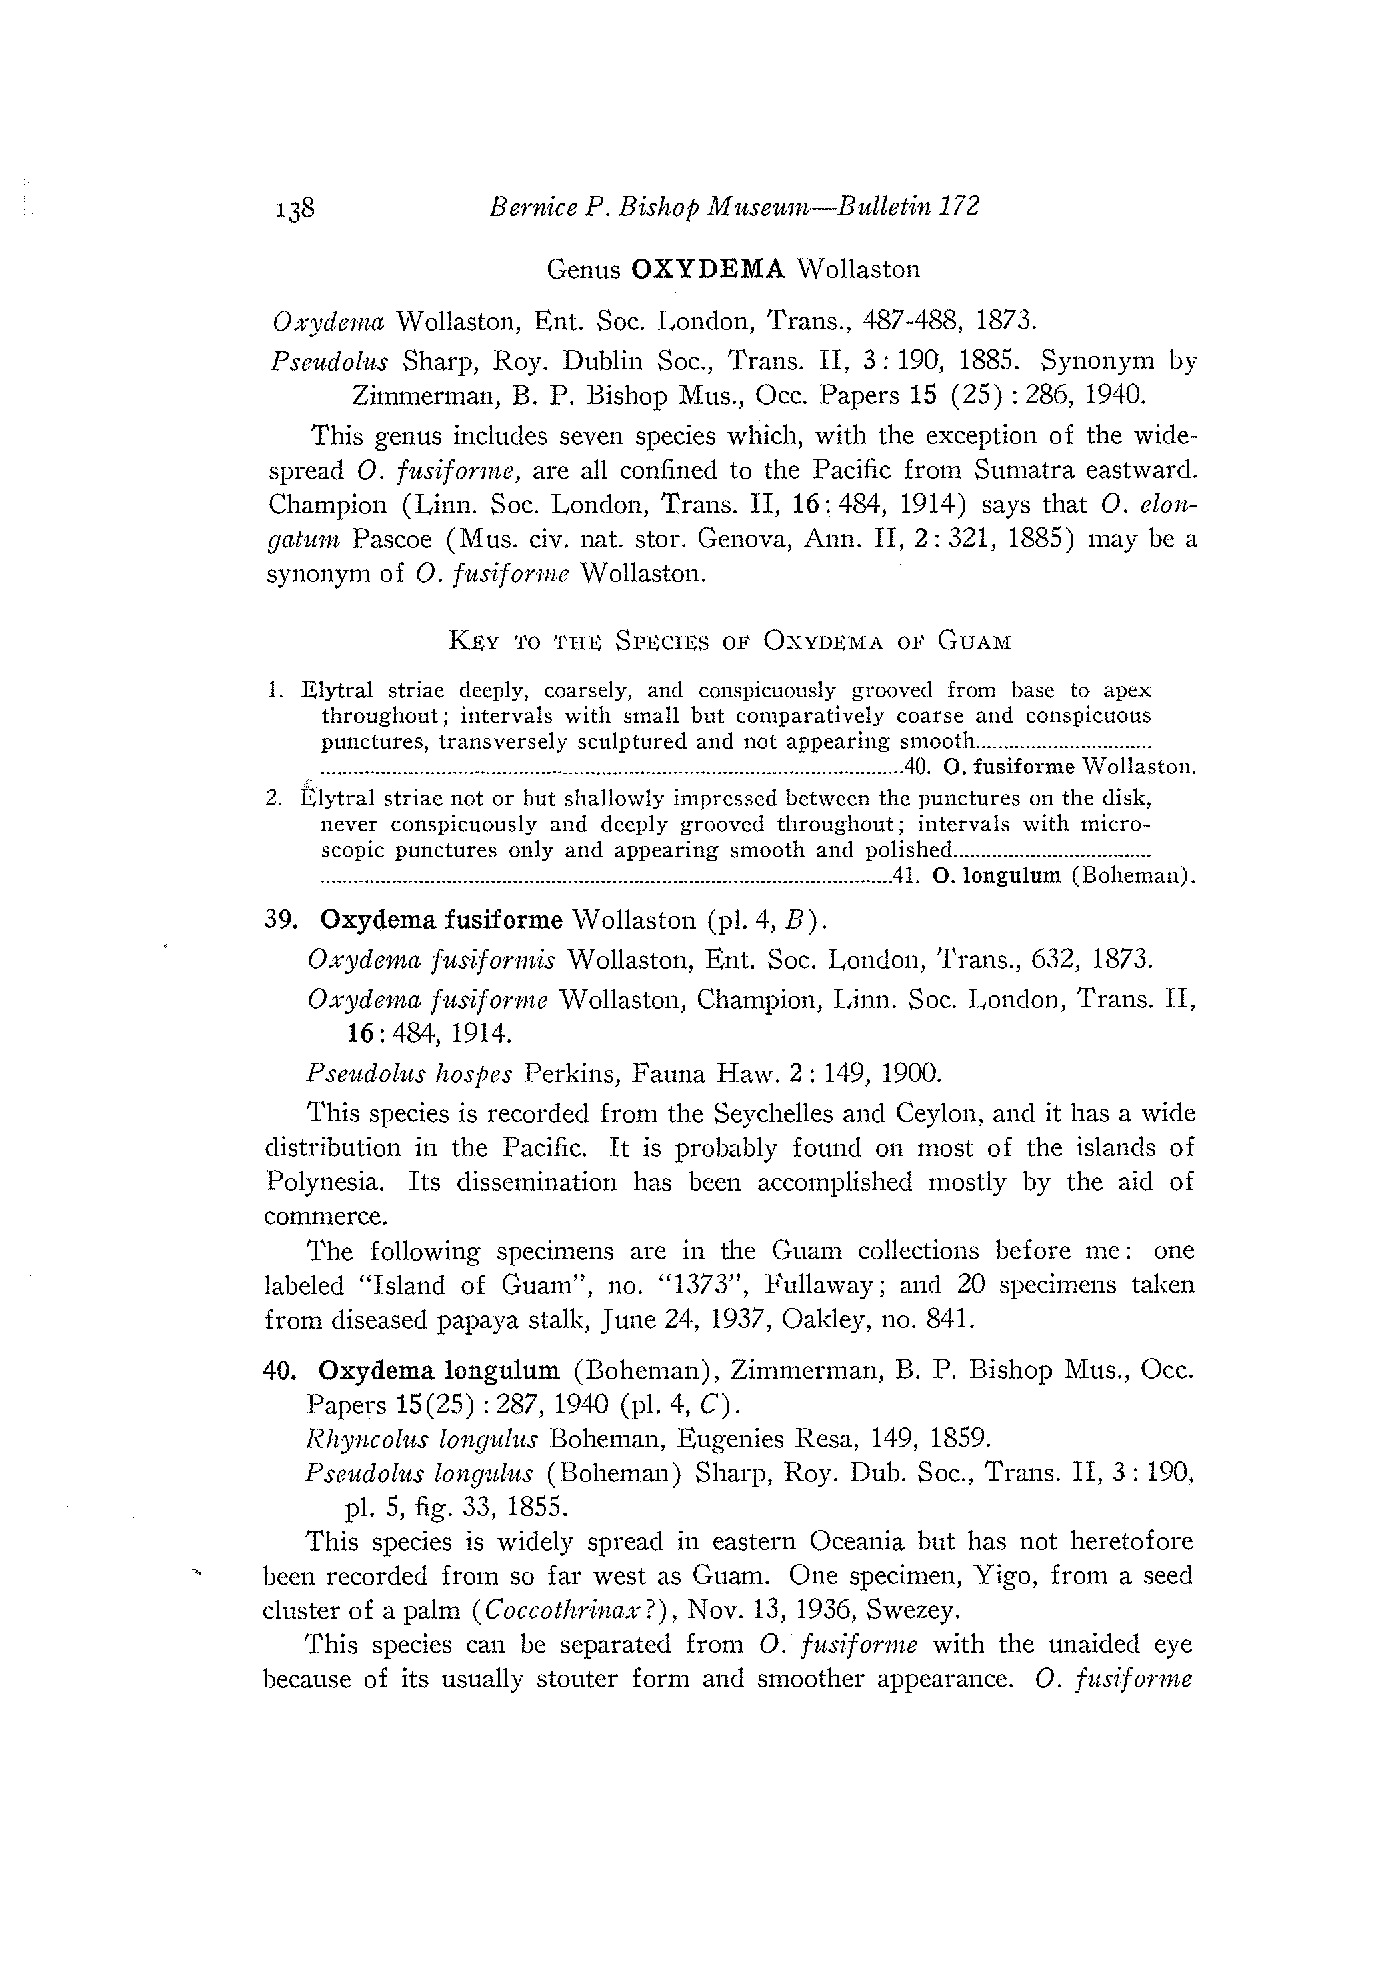 138 Bernice P. Bishop Museum—Bulletin 172
Genus OXYDEMA Wollaston
Oxydema Wollaston, Ent. Soc. London, Trans., 487-488, 1873.
Pseudolus Sharp, Roy. Dublin Soc., Trans. II, 3: 190, 1885. Synonym by
Zimmerman, B. P. Bishop Mus., Occ. Papers 15 (25) : 286, 1940.
This genus includes seven species which, with the exception of the wide-
spread O. fusiforme, are all confined to the Pacific from Sumatra eastward.
Champion (Linn. Soc. London, Trans. II, 16: 484, 1914) says that O. elon-
gatum Pascoe (Mus. civ. nat. stor. Genova, Ann. II, 2: 321, 1885) may be a
synonym of O. fusiforme Wollaston.
KEY TO THE SPECIES OF OXYDEMA OF GUAM
1. Elytral striae deeply, coarsely, and conspicuously grooved from base to apex
throughout; intervals with small but comparatively coarse and conspicuous
punctures, transversely sculptured and not appearing smooth................................
..........................................................................................................40. O. fusiforme Wollaston.
2. Elytral striae not or but shallowly impressed between the punctures on the disk,
never conspicuously and deeply grooved throughout; intervals with micro-
scopic punctures only and appearing smooth and polished....................................
........................................................................................................41. O. longulum (Boheman).
39. Oxydema fusiforme Wollaston (pl. 4, B).
Oxydema fusiformis Wollaston, Ent. Soc. London, Trans., 632, 1873.
Oxydema fusiforme Wollaston, Champion, Linn. Soc. London, Trans. II,
16: 484, 1914.
Pseudolus hospes Perkins, Fauna Haw. 2: 149, 1900.
This species is recorded from the Seychelles and Ceylon, and it has a wide
distribution in the Pacific. It is probably found on most of the islands of
Polynesia. Its dissemination has been accomplished mostly by the aid of
commerce.
The following specimens are in the Guam collections before me: one
labeled "Island of Guam", no. "1373", Fullaway; and 20 specimens taken
from diseased papaya stalk, June 24, 1937, Oakley, no. 841.
40. Oxydema longulum (Boheman), Zimmerman, B. P. Bishop Mus., Occ.
Papers 15(25) : 287, 1940 (pl. 4, C).
Rhyncolus longulus Boheman, Eugenies Resa, 149, 1859.
Pseudolus longulus (Boheman) Sharp, Roy. Dub. Soc., Trans. II, 3: 190,
pl. 5, fig. 33, 1855.
This species is widely spread in eastern Oceania but has not heretofore
been recorded from so far west as Guam. One specimen, Yigo, from a seed
cluster of a palm (Coccothrinax?), Nov. 13, 1936, Swezey.
This species can be separated from O. fusiforme with the unaided eye
because of its usually stouter form and smoother appearance. O. fusiforme